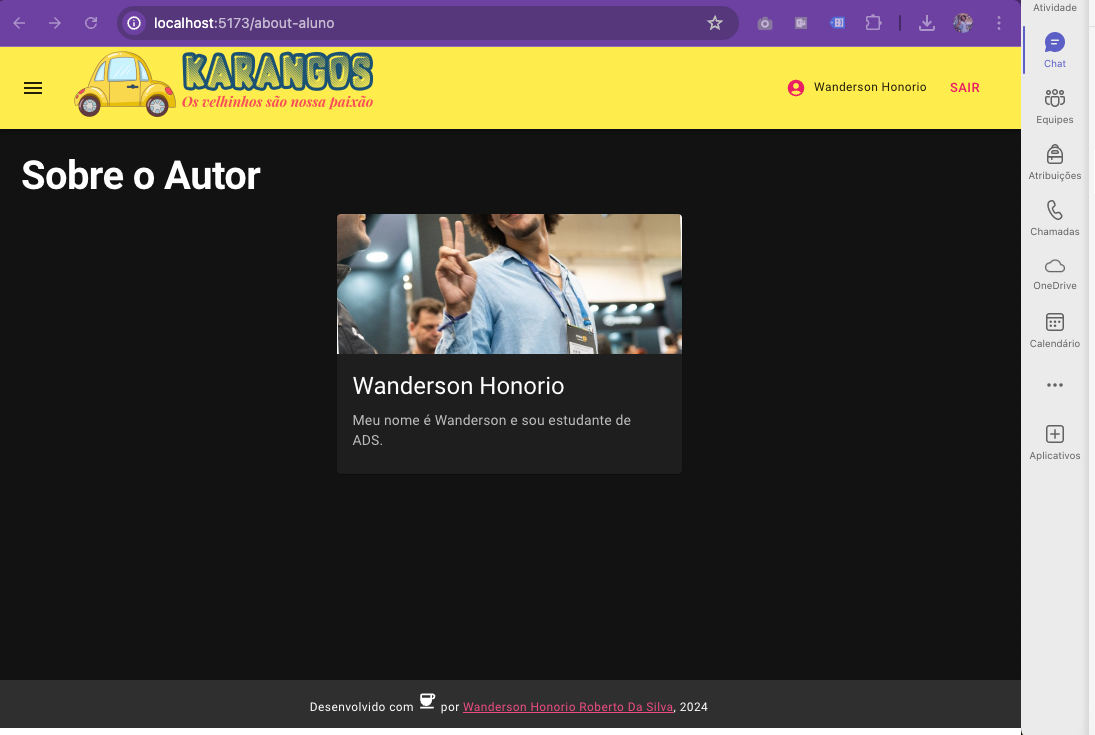 localhost:5173/about-aluno
KARANGOS
Os velhinhos são nossa paixão
Wanderson Honorio
SAIR
Sobre o Autor
Wanderson Honorio
Meu nome é Wanderson e sou estudante de
ADS.
Desenvolvido com por Wanderson Honorio Roberto Da Silva, 2024
Atividade
Chat
Equipes
Atribuições
Chamadas
OneDrive
Calendário
Aplicativos